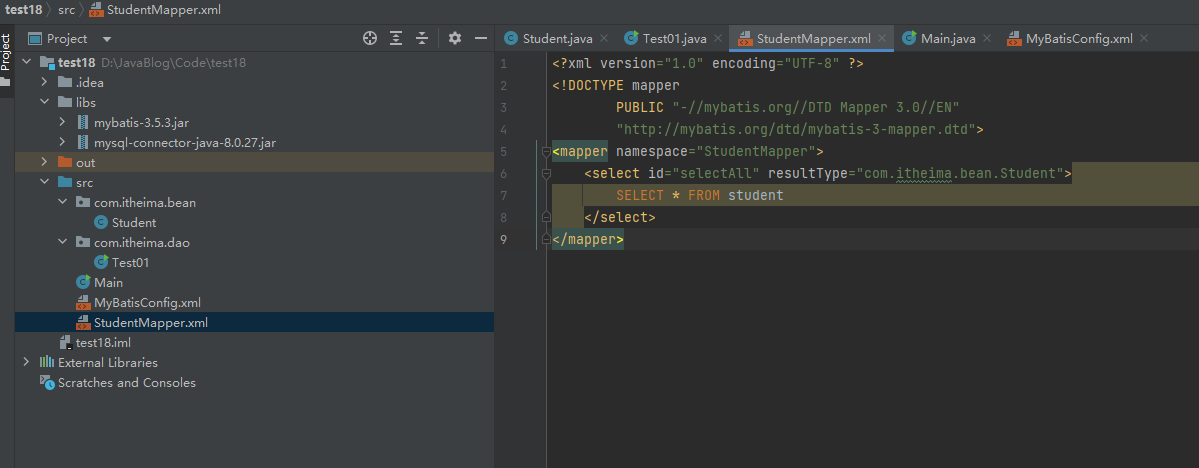 test18 › src › StudentMapper.xml
Project
Project
test18 D:\JavaBlog\Code\test18
.idea
libs
mybatis-3.5.3.jar
mysql-connector-java-8.0.27.jar
out
src
com.itheima.bean
Student
com.itheima.dao
Test01
Main
MyBatisConfig.xml
StudentMapper.xml
test18.iml
External Libraries
Scratches and Consoles
Student.java Test01.java StudentMapper.xml Main.java MyBatisConfig.xml
1 <?xml version="1.0" encoding="UTF-8" ?>
2 <!DOCTYPE mapper
3 PUBLIC "-//mybatis.org//DTD Mapper 3.0//EN"
4 "http://mybatis.org/dtd/mybatis-3-mapper.dtd">
5 <mapper namespace="StudentMapper">
6 <select id="selectAll" resultType="com.itheima.bean.Student">
7 SELECT * FROM student
8 </select>
9 </mapper>